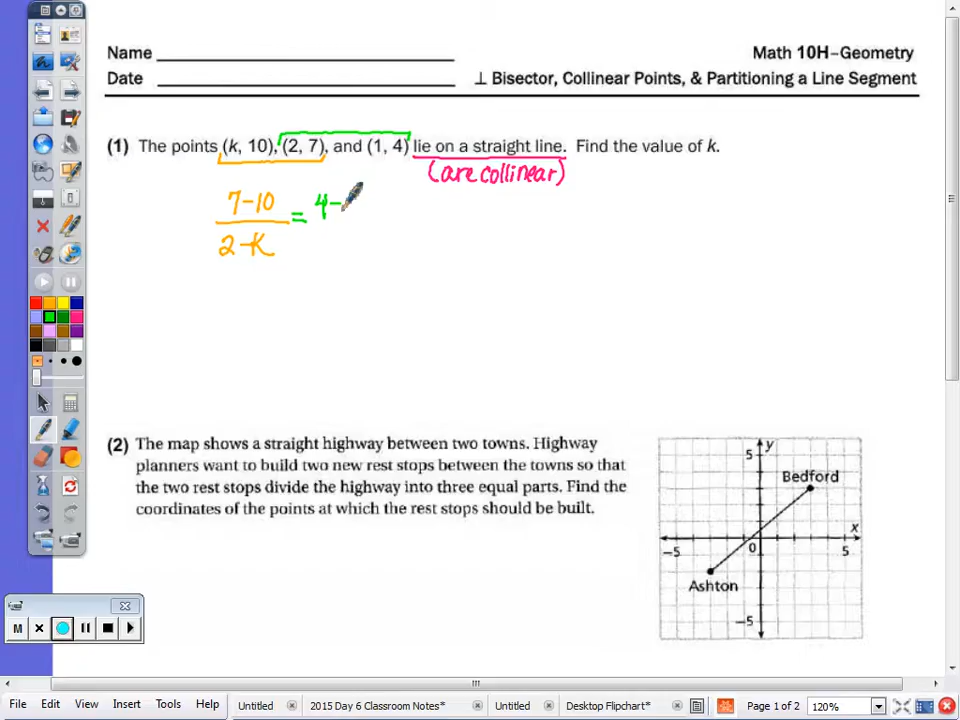 Name
Math 10H–Geometry
Date
⊥ Bisector, Collinear Points, & Partitioning a Line Segment
(1) The points (k, 10), (2, 7), and (1, 4) lie on a straight line. Find the value of k.
(are collinear)
7-10 = 4-
2-K
(2) The map shows a straight highway between two towns. Highway
planners want to build two new rest stops between the towns so that
the two rest stops divide the highway into three equal parts. Find the
coordinates of the points at which the rest stops should be built.
5 y
Bedford
x
-5 0 5
Ashton
-5
M
File Edit View Insert Tools Help Untitled 2015 Day 6 Classroom Notes* Untitled Desktop Flipchart* Page 1 of 2 120%